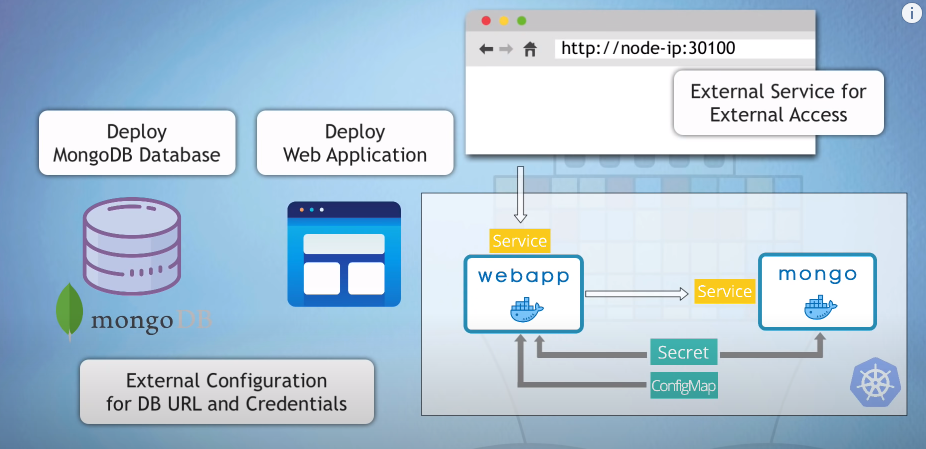 http://node-ip:30100
External Service for
External Access
Deploy
MongoDB Database
Deploy
Web Application
mongoDB
External Configuration
for DB URL and Credentials
Service
webapp
Service
mongo
Secret
ConfigMap
i